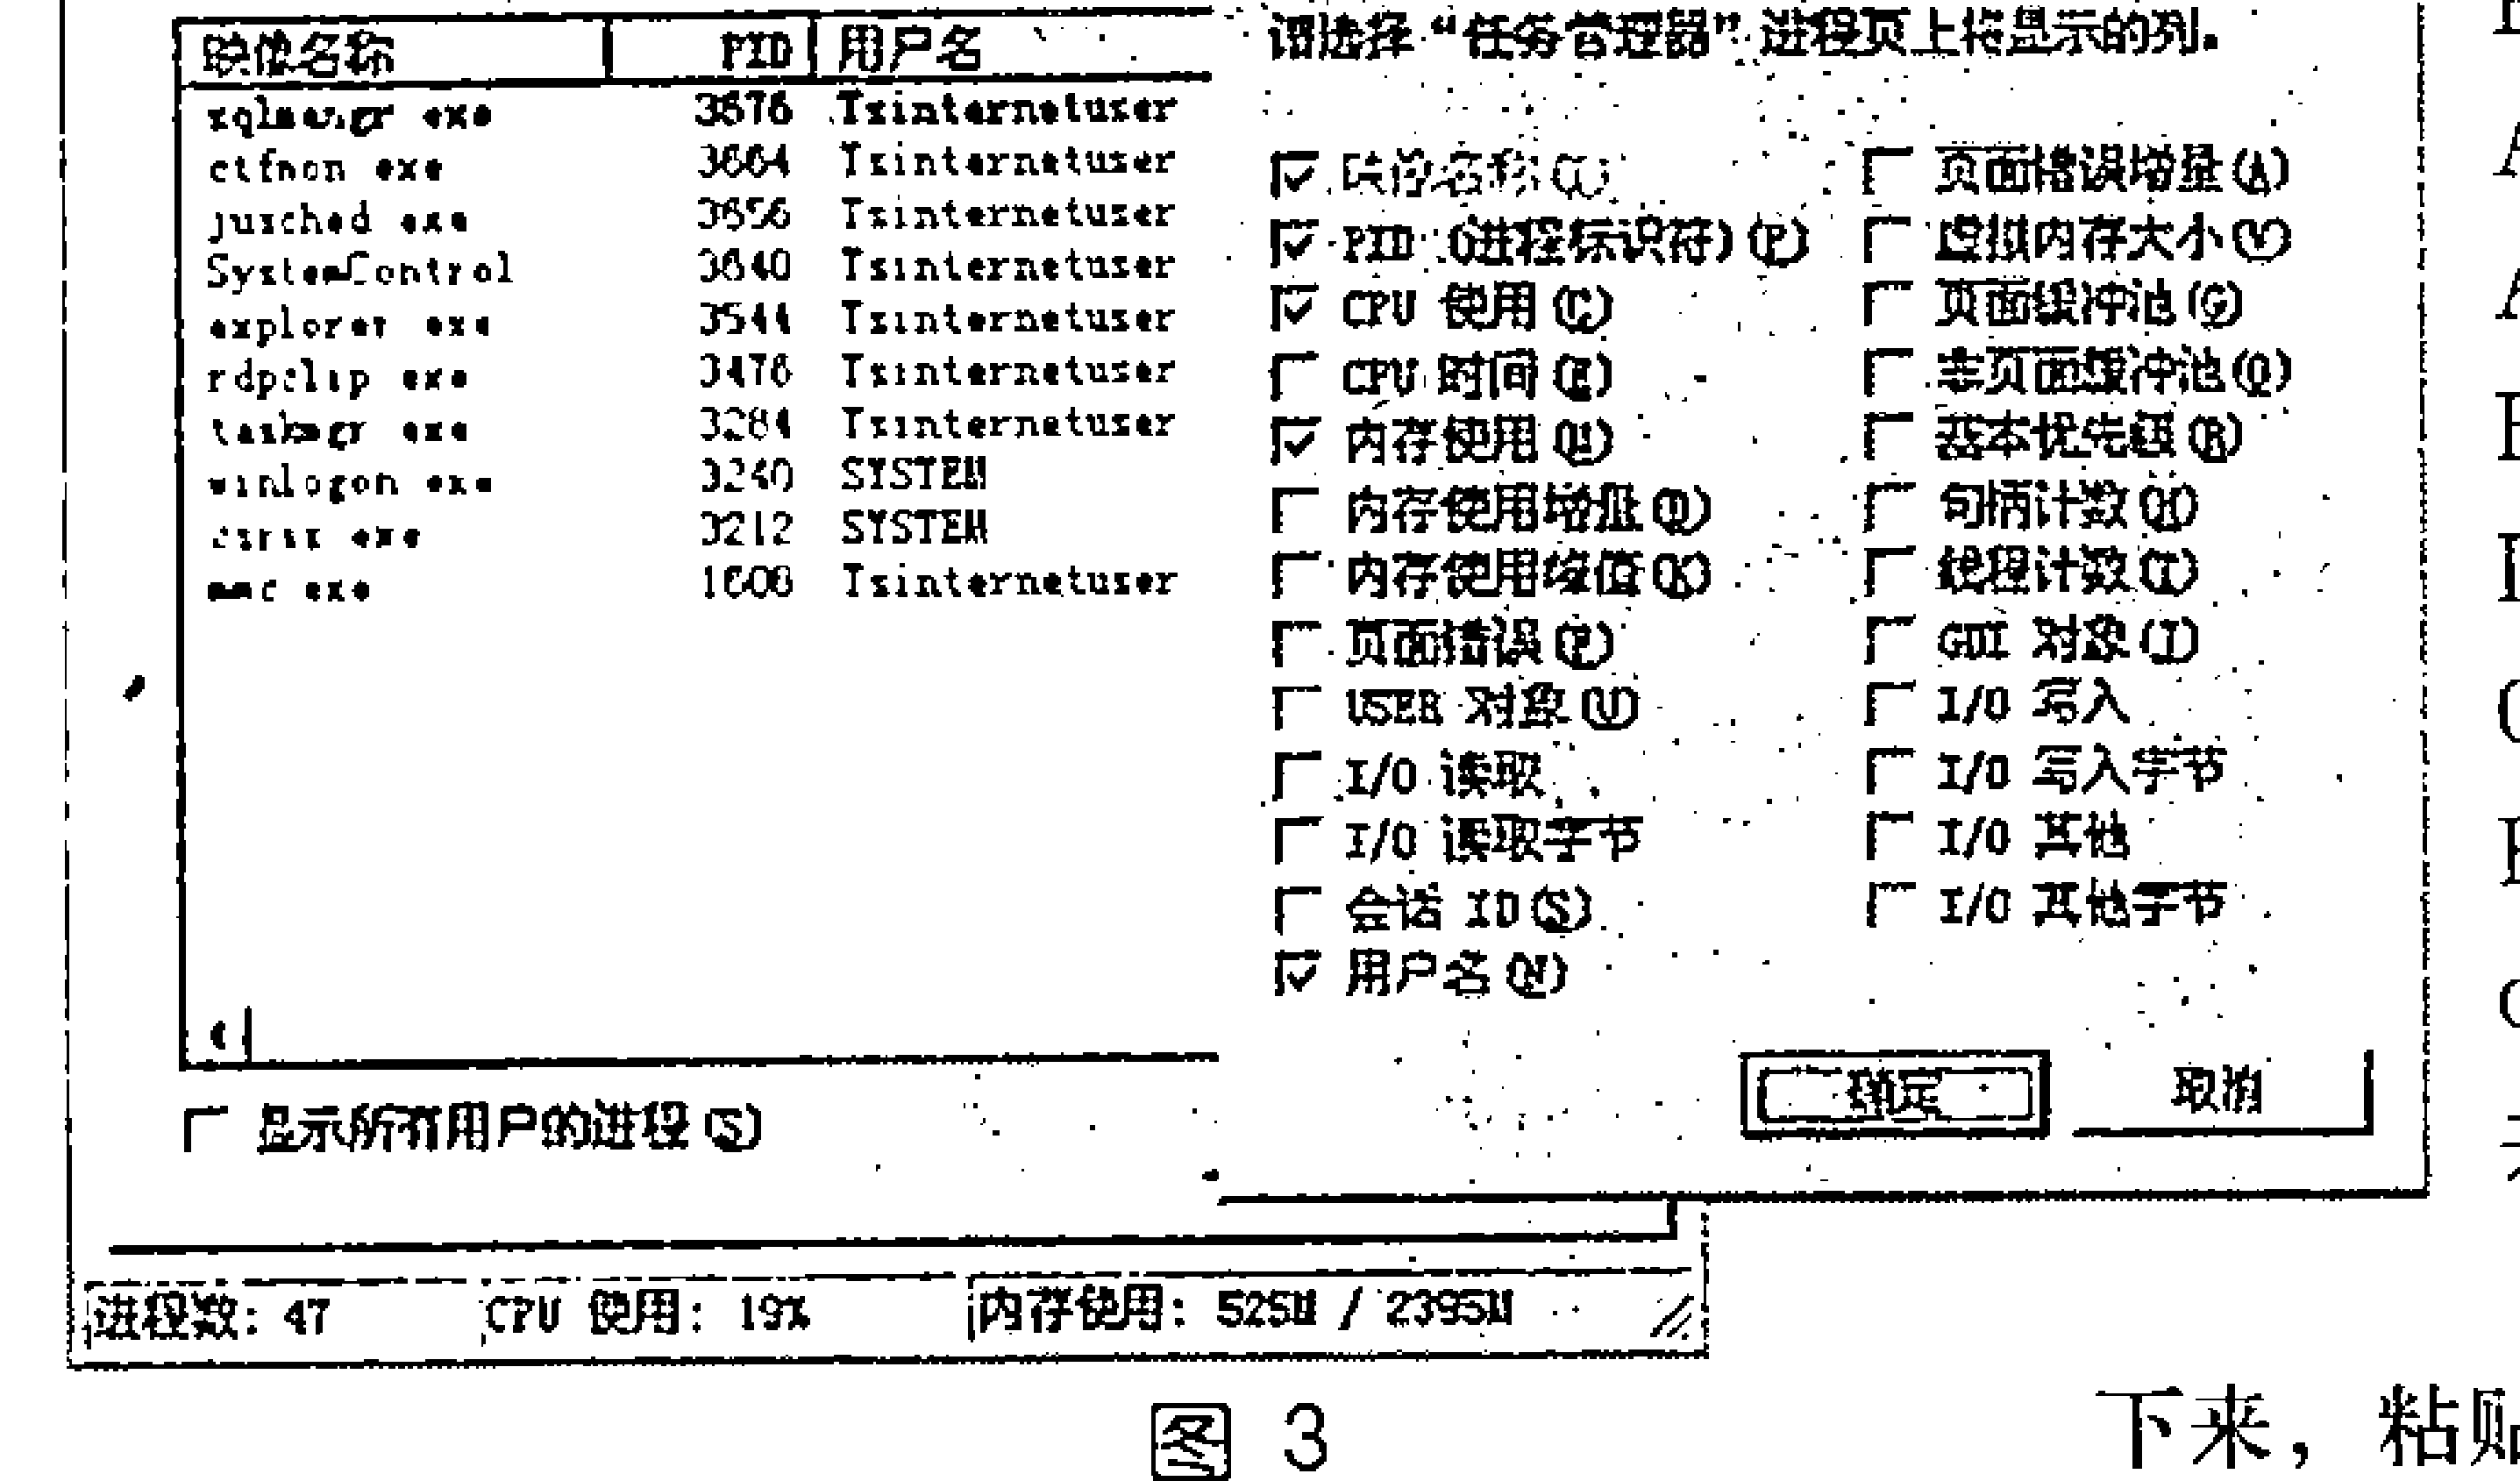 映像名称 PID 用户名
sqlmangr exe 3676 Tsinternetuser
ctfmon exe 3664 Tsinternetuser
jusched exe 3656 Tsinternetuser
SystemControl 3640 Tsinternetuser
explorer exe 3544 Tsinternetuser
rdpclip exe 3476 Tsinternetuser
taskmgr exe 3284 Tsinternetuser
winlogon exe 3240 SYSTEM
csrss exe 3212 SYSTEM
mmc exe 1608 Tsinternetuser
显示所有用户的进程(S)
请选择“任务管理器”进程页上将显示的列。
映像名称(I)
PID (进程标识符)(P)
CPU 使用(C)
CPU 时间(E)
内存使用(M)
内存使用增量(D)
内存使用峰值(K)
页面错误(F)
USER 对象(U)
I/O 读取
I/O 读取字节
会话 ID(S)
用户名(N)
页面错误增量(A)
虚拟内存大小(V)
页面缓冲池(G)
非页面缓冲池(O)
基本优先级(R)
句柄计数(H)
线程计数(T)
GDI 对象(J)
I/O 写入
I/O 写入字节
I/O 其他
I/O 其他字节
确定 取消
进程数: 47 CPU 使用: 19% 内存使用: 525M / 2395M
图 3
下来，粘贴